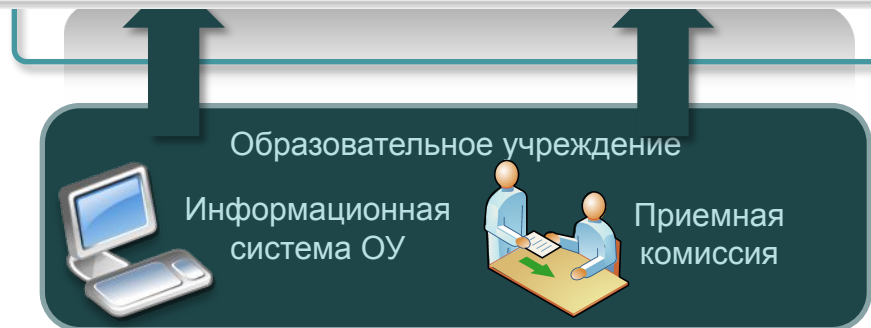 Образовательное учреждение
Информационная
система ОУ
Приемная
комиссия